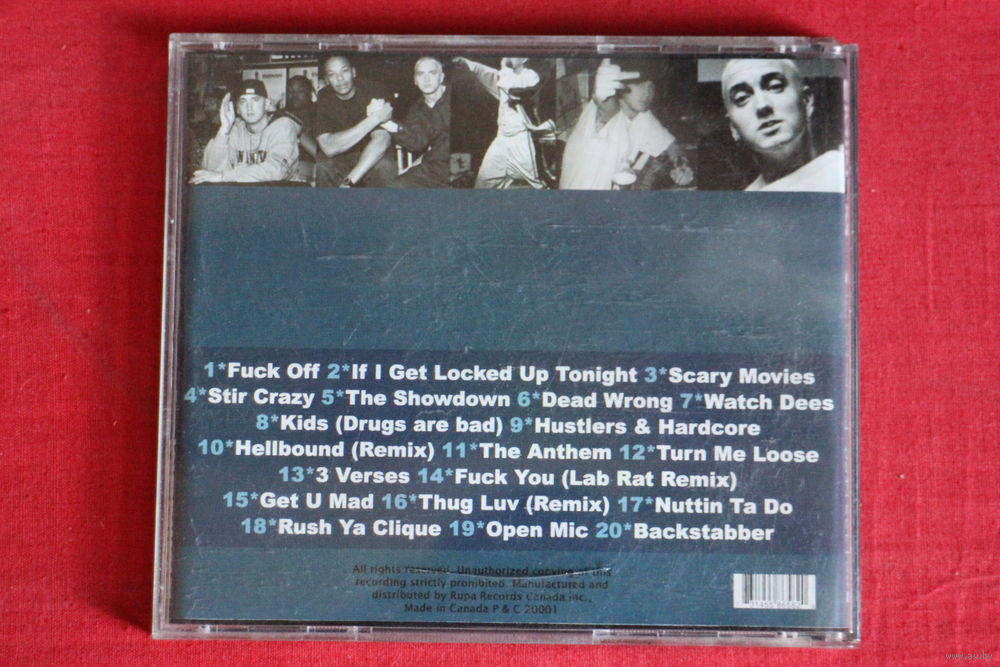 1*Fuck Off 2*If I Get Locked Up Tonight 3*Scary Movies
4*Stir Crazy 5*The Showdown 6*Dead Wrong 7*Watch Dees
8*Kids (Drugs are bad) 9*Hustlers & Hardcore
10*Hellbound (Remix) 11*The Anthem 12*Turn Me Loose
13*3 Verses 14*Fuck You (Lab Rat Remix)
15*Get U Mad 16*Thug Luv (Remix) 17*Nuttin Ta Do
18*Rush Ya Clique 19*Open Mic 20*Backstabber
All rights reserved. Unauthorized copying of this
recording strictly prohibited. Manufactured and
distributed by Rupa Records Canada inc.,
Made in Canada P & C 20001
www.ay.by